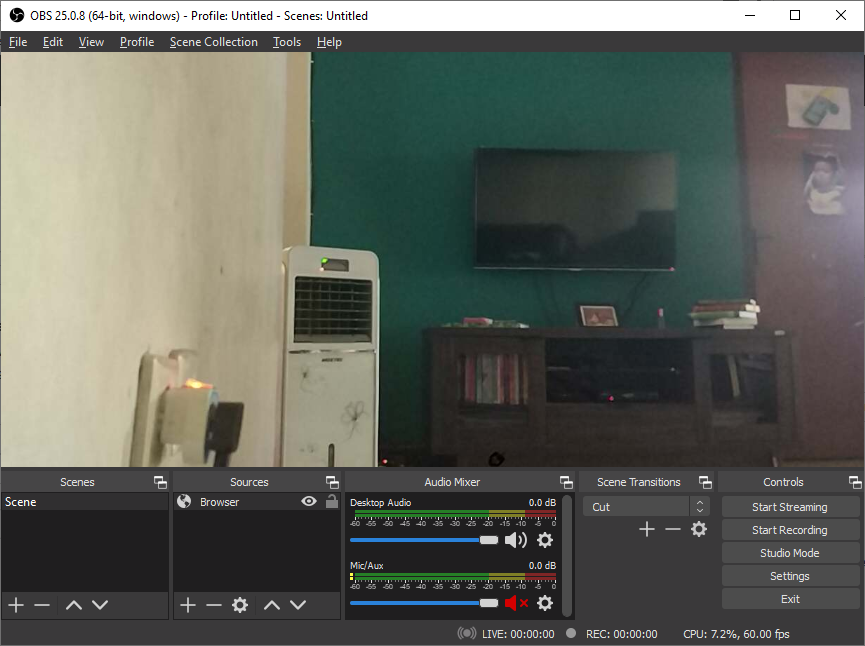 OBS 25.0.8 (64-bit, windows) - Profile: Untitled - Scenes: Untitled
File Edit View Profile Scene Collection Tools Help
Scenes Sources Audio Mixer Scene Transitions Controls
Scene
Browser
Desktop Audio 0.0 dB
-60 -55 -50 -45 -40 -35 -30 -25 -20 -15 -10 -5 0
Mic/Aux 0.0 dB
-60 -55 -50 -45 -40 -35 -30 -25 -20 -15 -10 -5 0
Cut
Start Streaming
Start Recording
Studio Mode
Settings
Exit
LIVE: 00:00:00 REC: 00:00:00 CPU: 7.2%, 60.00 fps